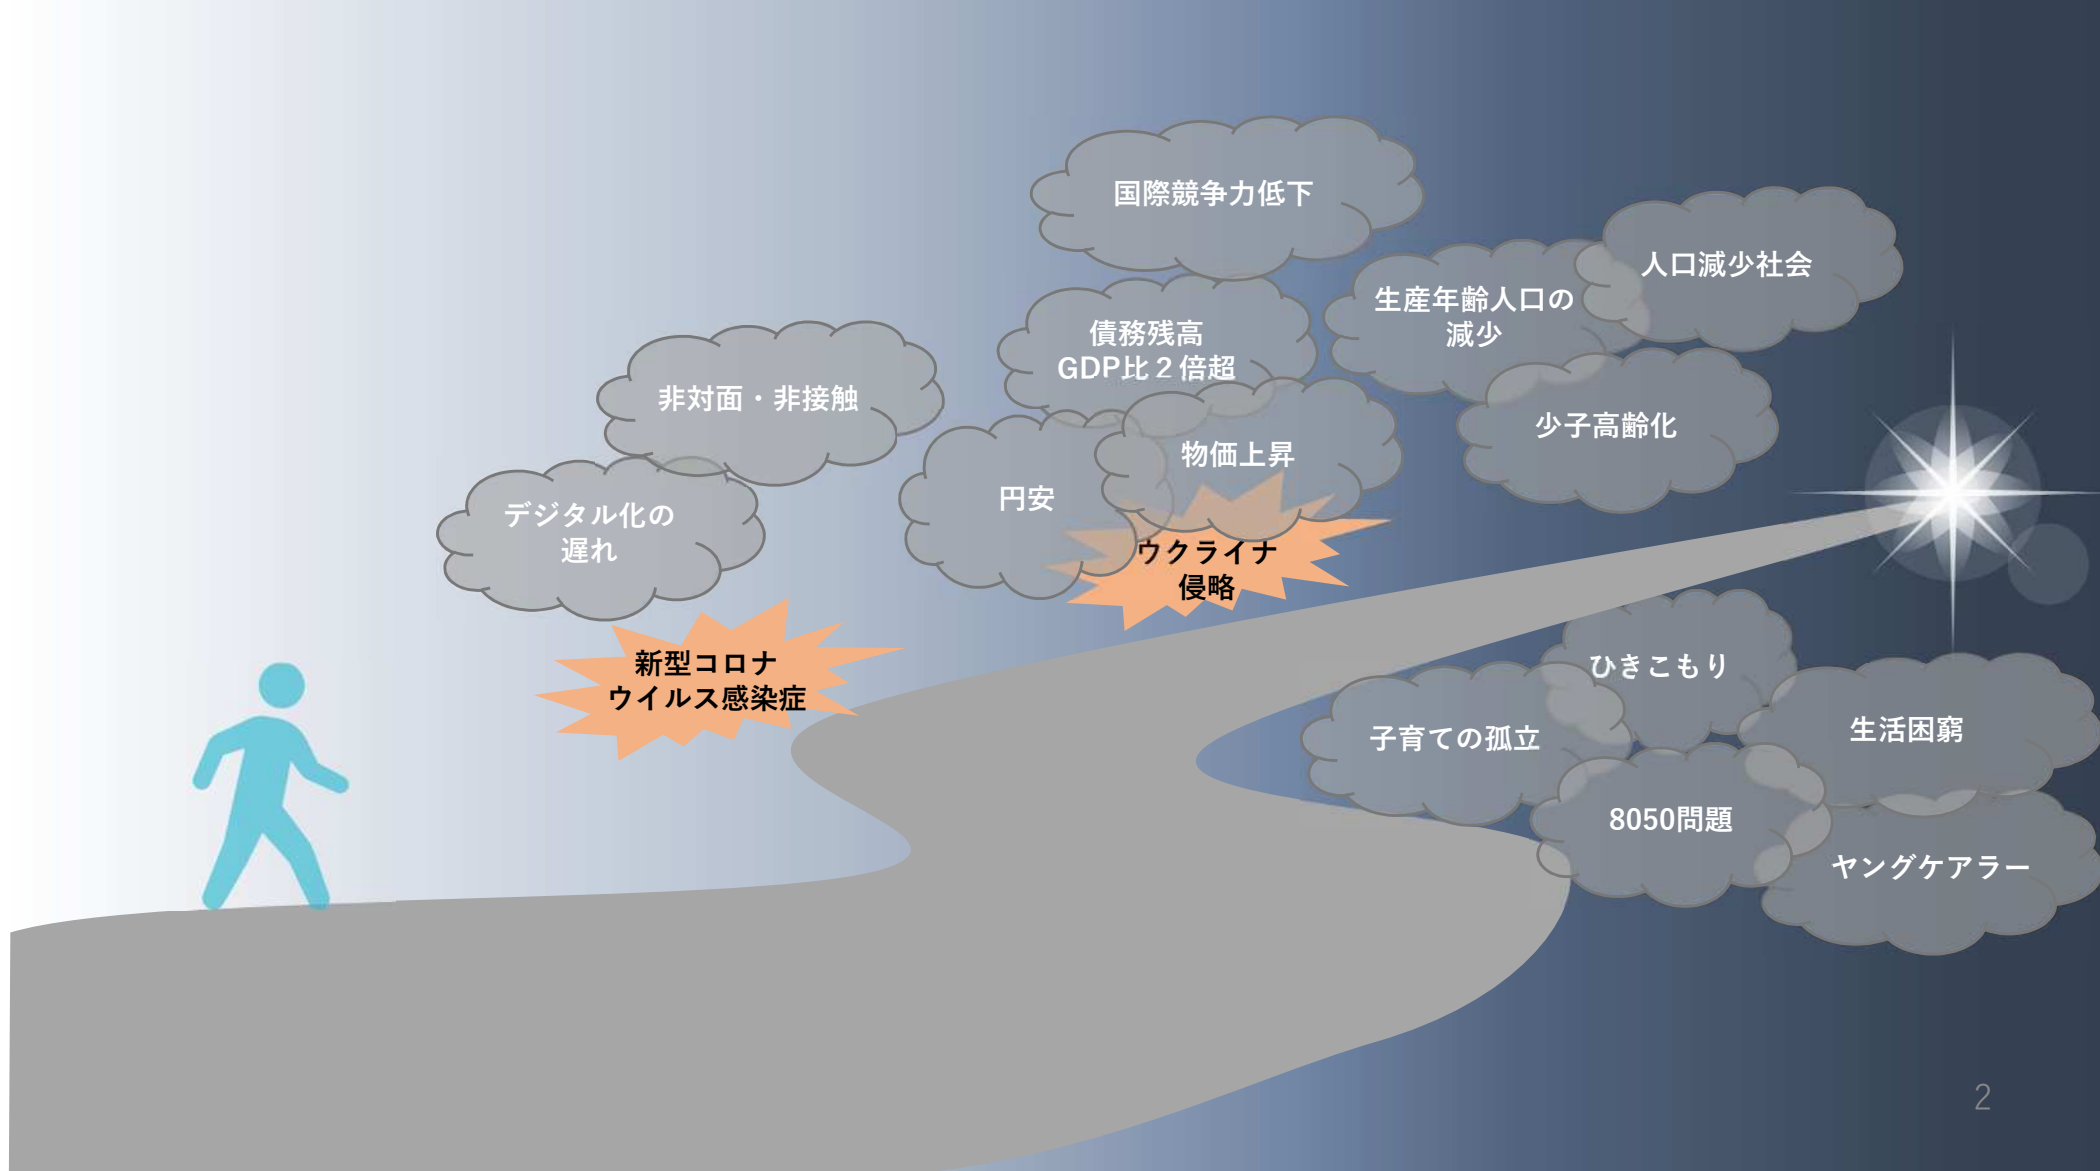 国際競争力低下
人口減少社会
生産年齢人口の
減少
債務残高
GDP比２倍超
非対面・非接触
少子高齢化
物価上昇
円安
デジタル化の
遅れ
ウクライナ
侵略
新型コロナ
ウイルス感染症
ひきこもり
子育ての孤立
生活困窮
8050問題
ヤングケアラー
2